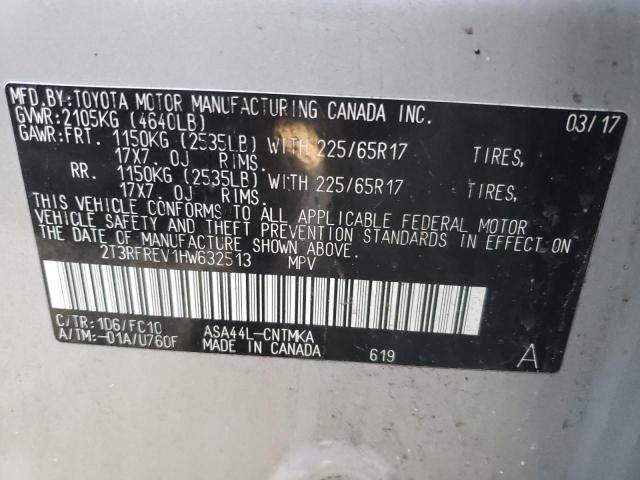 MFD.BY:TOYOTA MOTOR MANUFACTURING CANADA INC.
GVWR:2105KG (4640LB) 03/17
GAWR:FRT. 1150KG (2535LB) WITH 225/65R17 TIRES,
17X7. OJ RIMS.
RR. 1150KG (2535LB) WITH 225/65R17 TIRES,
17X7. OJ RIMS.
THIS VEHICLE CONFORMS TO ALL APPLICABLE FEDERAL MOTOR
VEHICLE SAFETY AND THEFT PREVENTION STANDARDS IN EFFECT ON
THE DATE OF MANUFACTURE SHOWN ABOVE.
2T3RFREV1HW632513 MPV
C/TR:1D6/FC10 ASA44L-CNTMKA
A/TM:-01A/U760F MADE IN CANADA 619 A